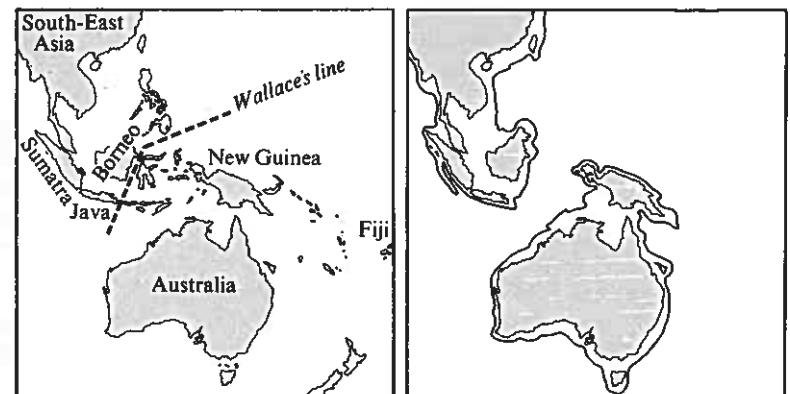 South-East
Asia
Wallace's line
Borneo
Sumatra
New Guinea
Java
Fiji
Australia